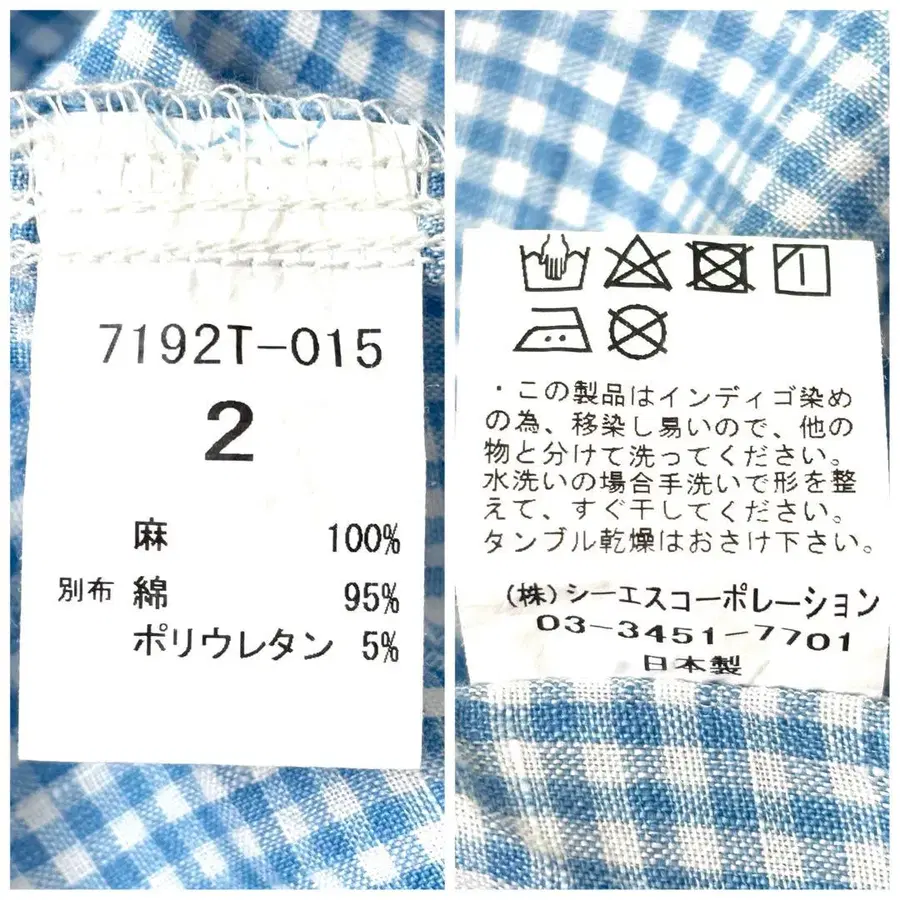 7192T-015
2
麻 100%
別布 綿 95%
ポリウレタン 5%
・この製品はインディゴ染め
の為、移染し易いので、他の
物と分けて洗ってください。
水洗いの場合手洗いで形を整
えて、すぐ干してください。
タンブル乾燥はおさけ下さい。
(株)シーエスコーポレーション
03-3451-7701
日本製